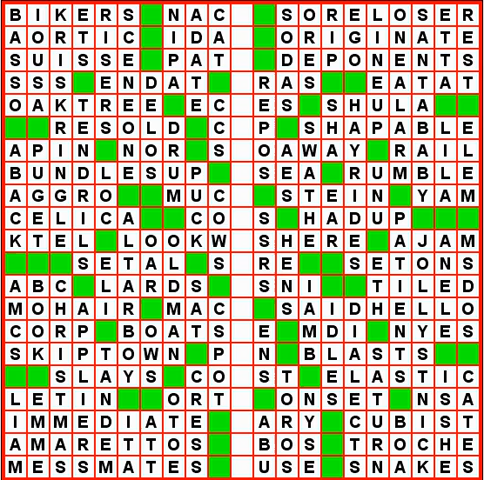 BIKERS NAC SORELOSER
AORTIC IDA ORIGINATE
SUISSE PAT DEPONENTS
SSS ENDAT RAS EATAT
OAKTREE EC ES SHULA
RESOLD C P SHAPABLE
APIN NOR S OAWAY RAIL
BUNDLESUP SEA RUMBLE
AGGRO MUC STEIN YAM
CELICA CO S HADUP
KTEL LOOKW SHERE AJAM
SETAL S RE SETONS
ABC LARDS SNI TILED
MOHAIR MAC SAIDHELLO
CORP BOATS E MDI NYES
SKIPTOWN P N BLASTS
SLAYS CO ST ELASTIC
LETIN ORT ONSET NSA
IMMEDIATE ARY CUBIST
AMARETTOS BOS TROCHE
MESSMATES USE SNAKES